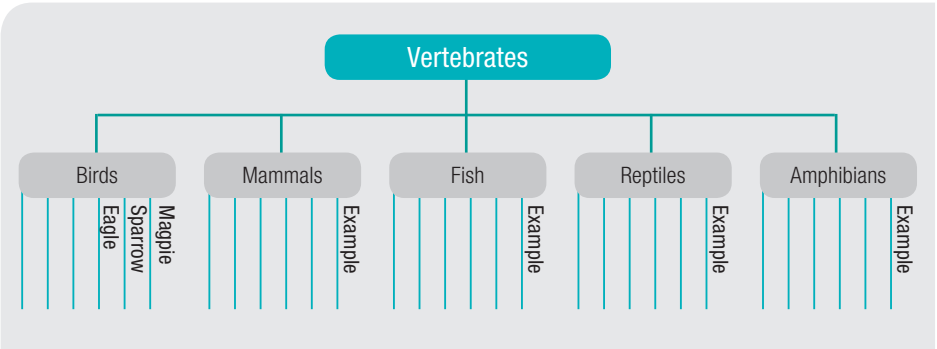 Vertebrates
Birds
Mammals
Fish
Reptiles
Amphibians
Eagle
Sparrow
Magpie
Example
Example
Example
Example